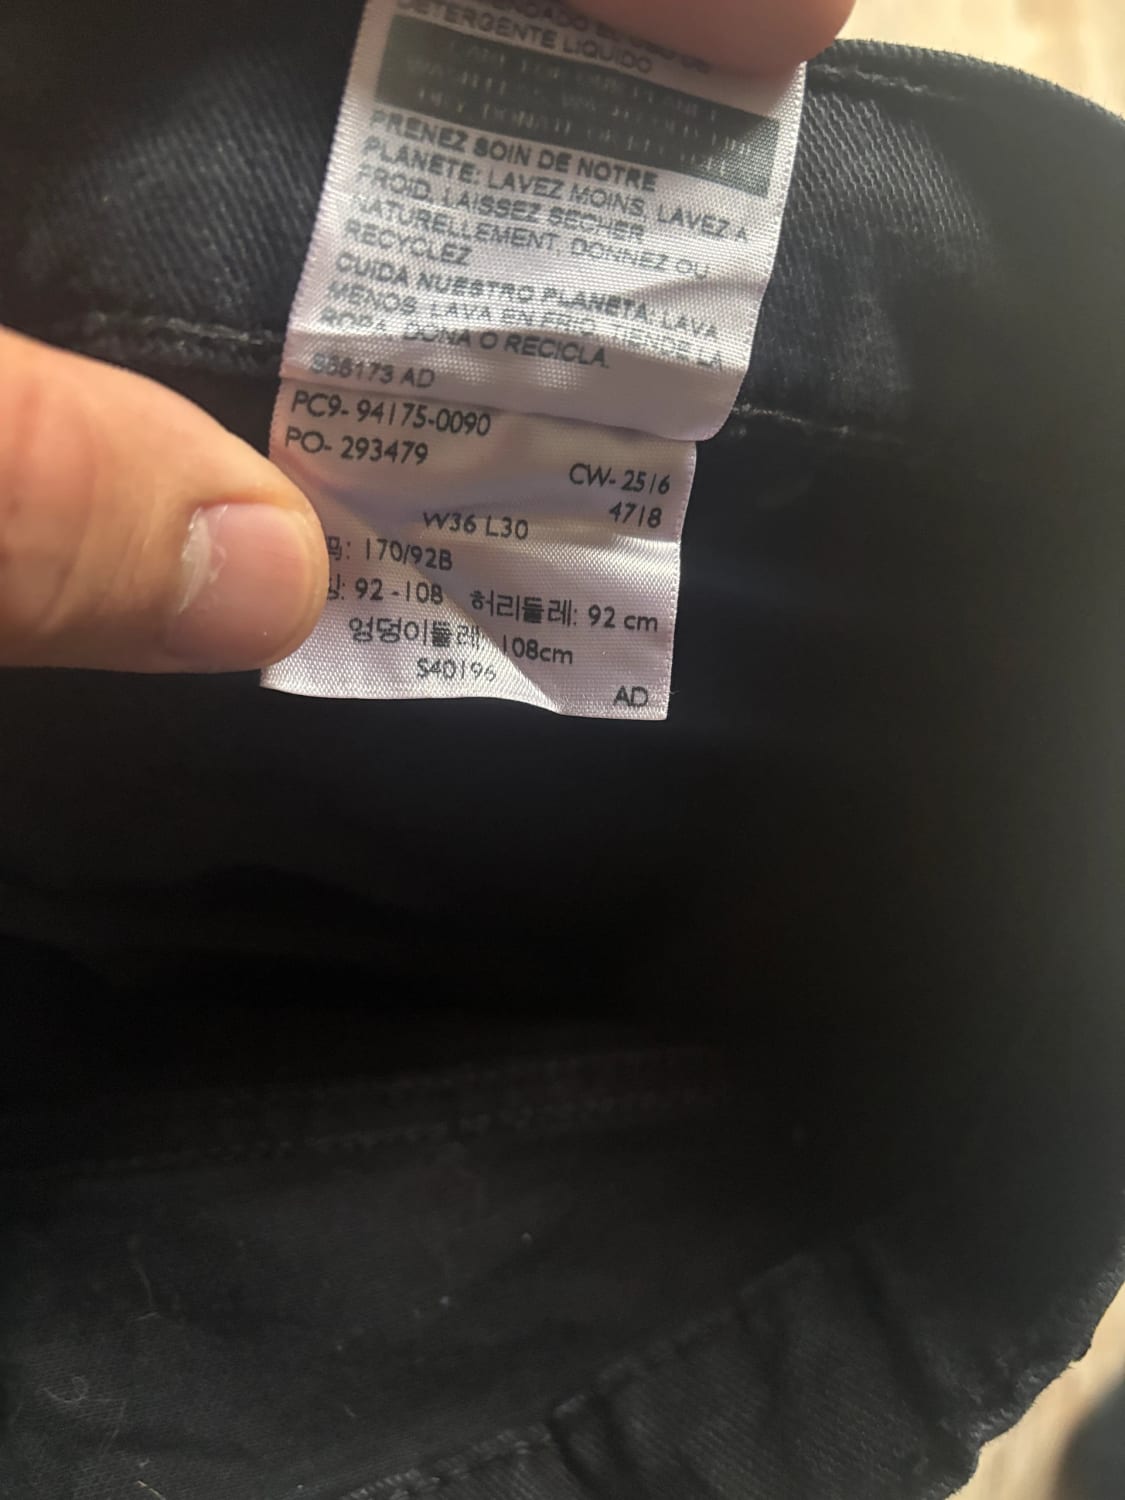 DETERGENTE LIQUIDO
PRENEZ SOIN DE NOTRE
PLANETE: LAVEZ MOINS, LAVEZ A
FROID, LAISSEZ SECHER
NATURELLEMENT, DONNEZ OU
RECYCLEZ
CUIDA NUESTRO PLANETA: LAVA
MENOS, LAVA EN FRIO, TIENDE LA
ROPA, DONA O RECICLA.
S66173 AD
PC9- 94175-0090
PO- 293479
CW- 2516
4718
W36 L30
: 170/92B
: 92 -108 허리둘레: 92 cm
엉덩이둘레: 108cm
S40196
AD